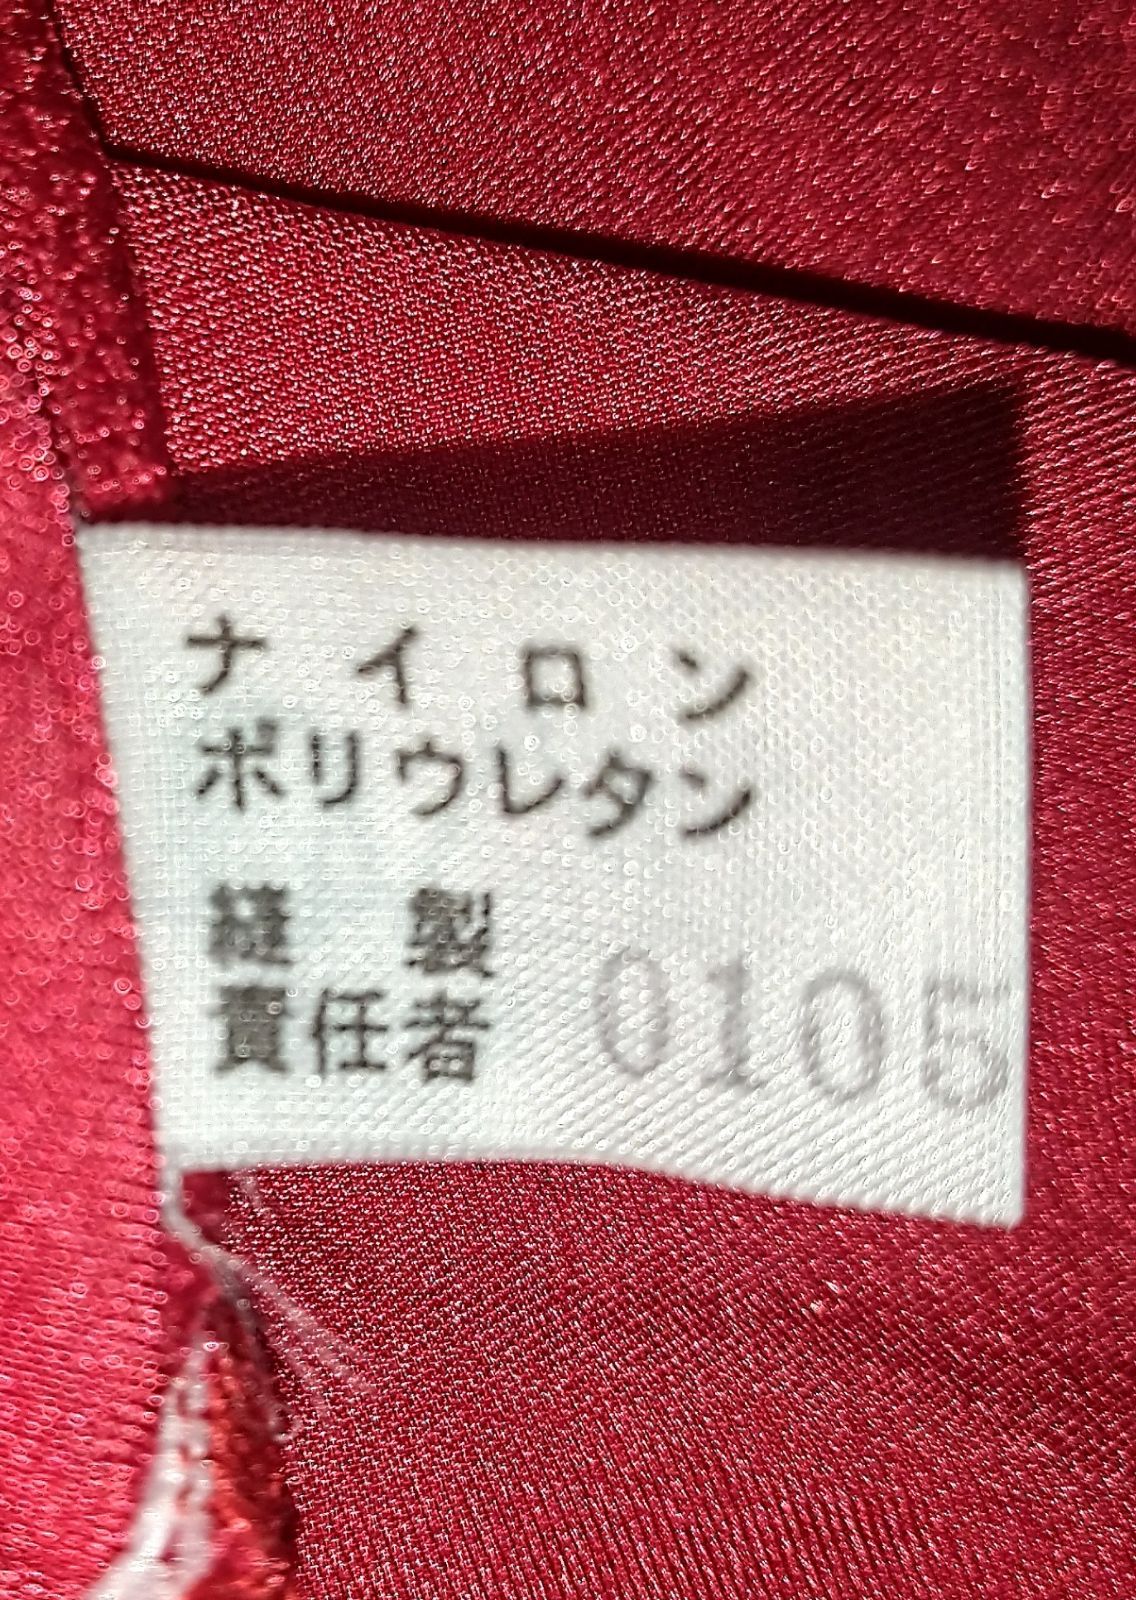 ナイロン
ポリウレタン
縫製
責任者 0105